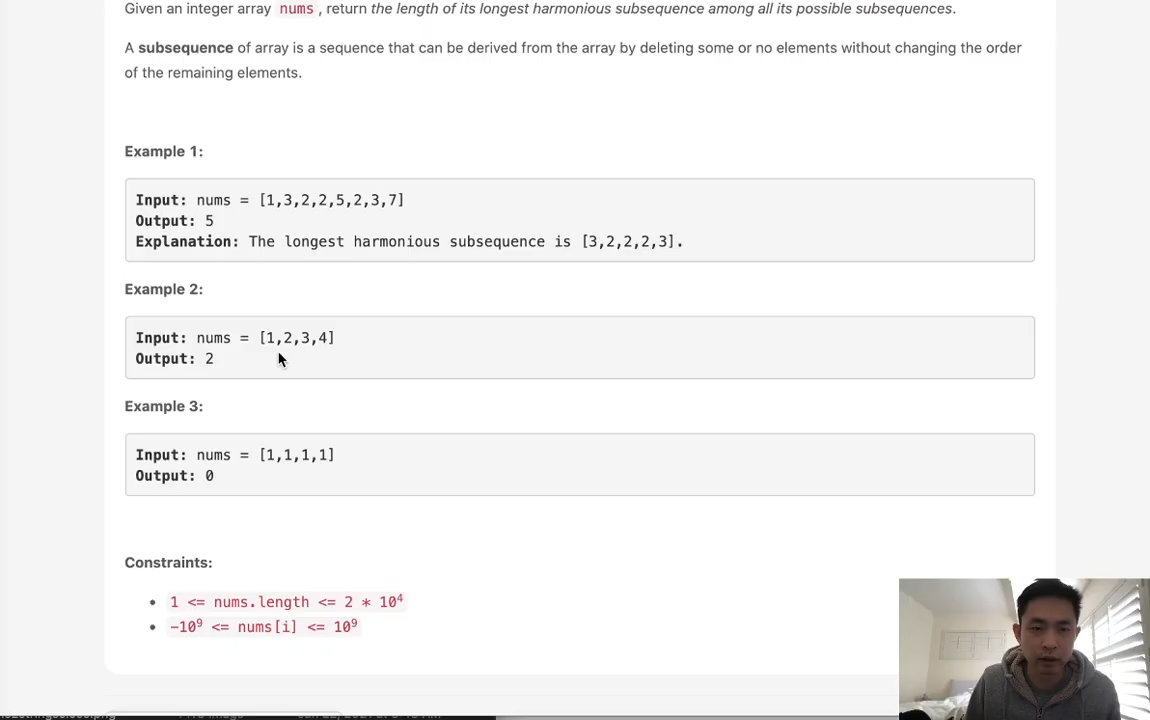 Given an integer array nums, return the length of its longest harmonious subsequence among all its possible subsequences.
A subsequence of array is a sequence that can be derived from the array by deleting some or no elements without changing the order
of the remaining elements.
Example 1:
Input: nums = [1,3,2,2,5,2,3,7]
Output: 5
Explanation: The longest harmonious subsequence is [3,2,2,2,3].
Example 2:
Input: nums = [1,2,3,4]
Output: 2
Example 3:
Input: nums = [1,1,1,1]
Output: 0
Constraints:
1 <= nums.length <= 2 * 10⁴
-10⁹ <= nums[i] <= 10⁹